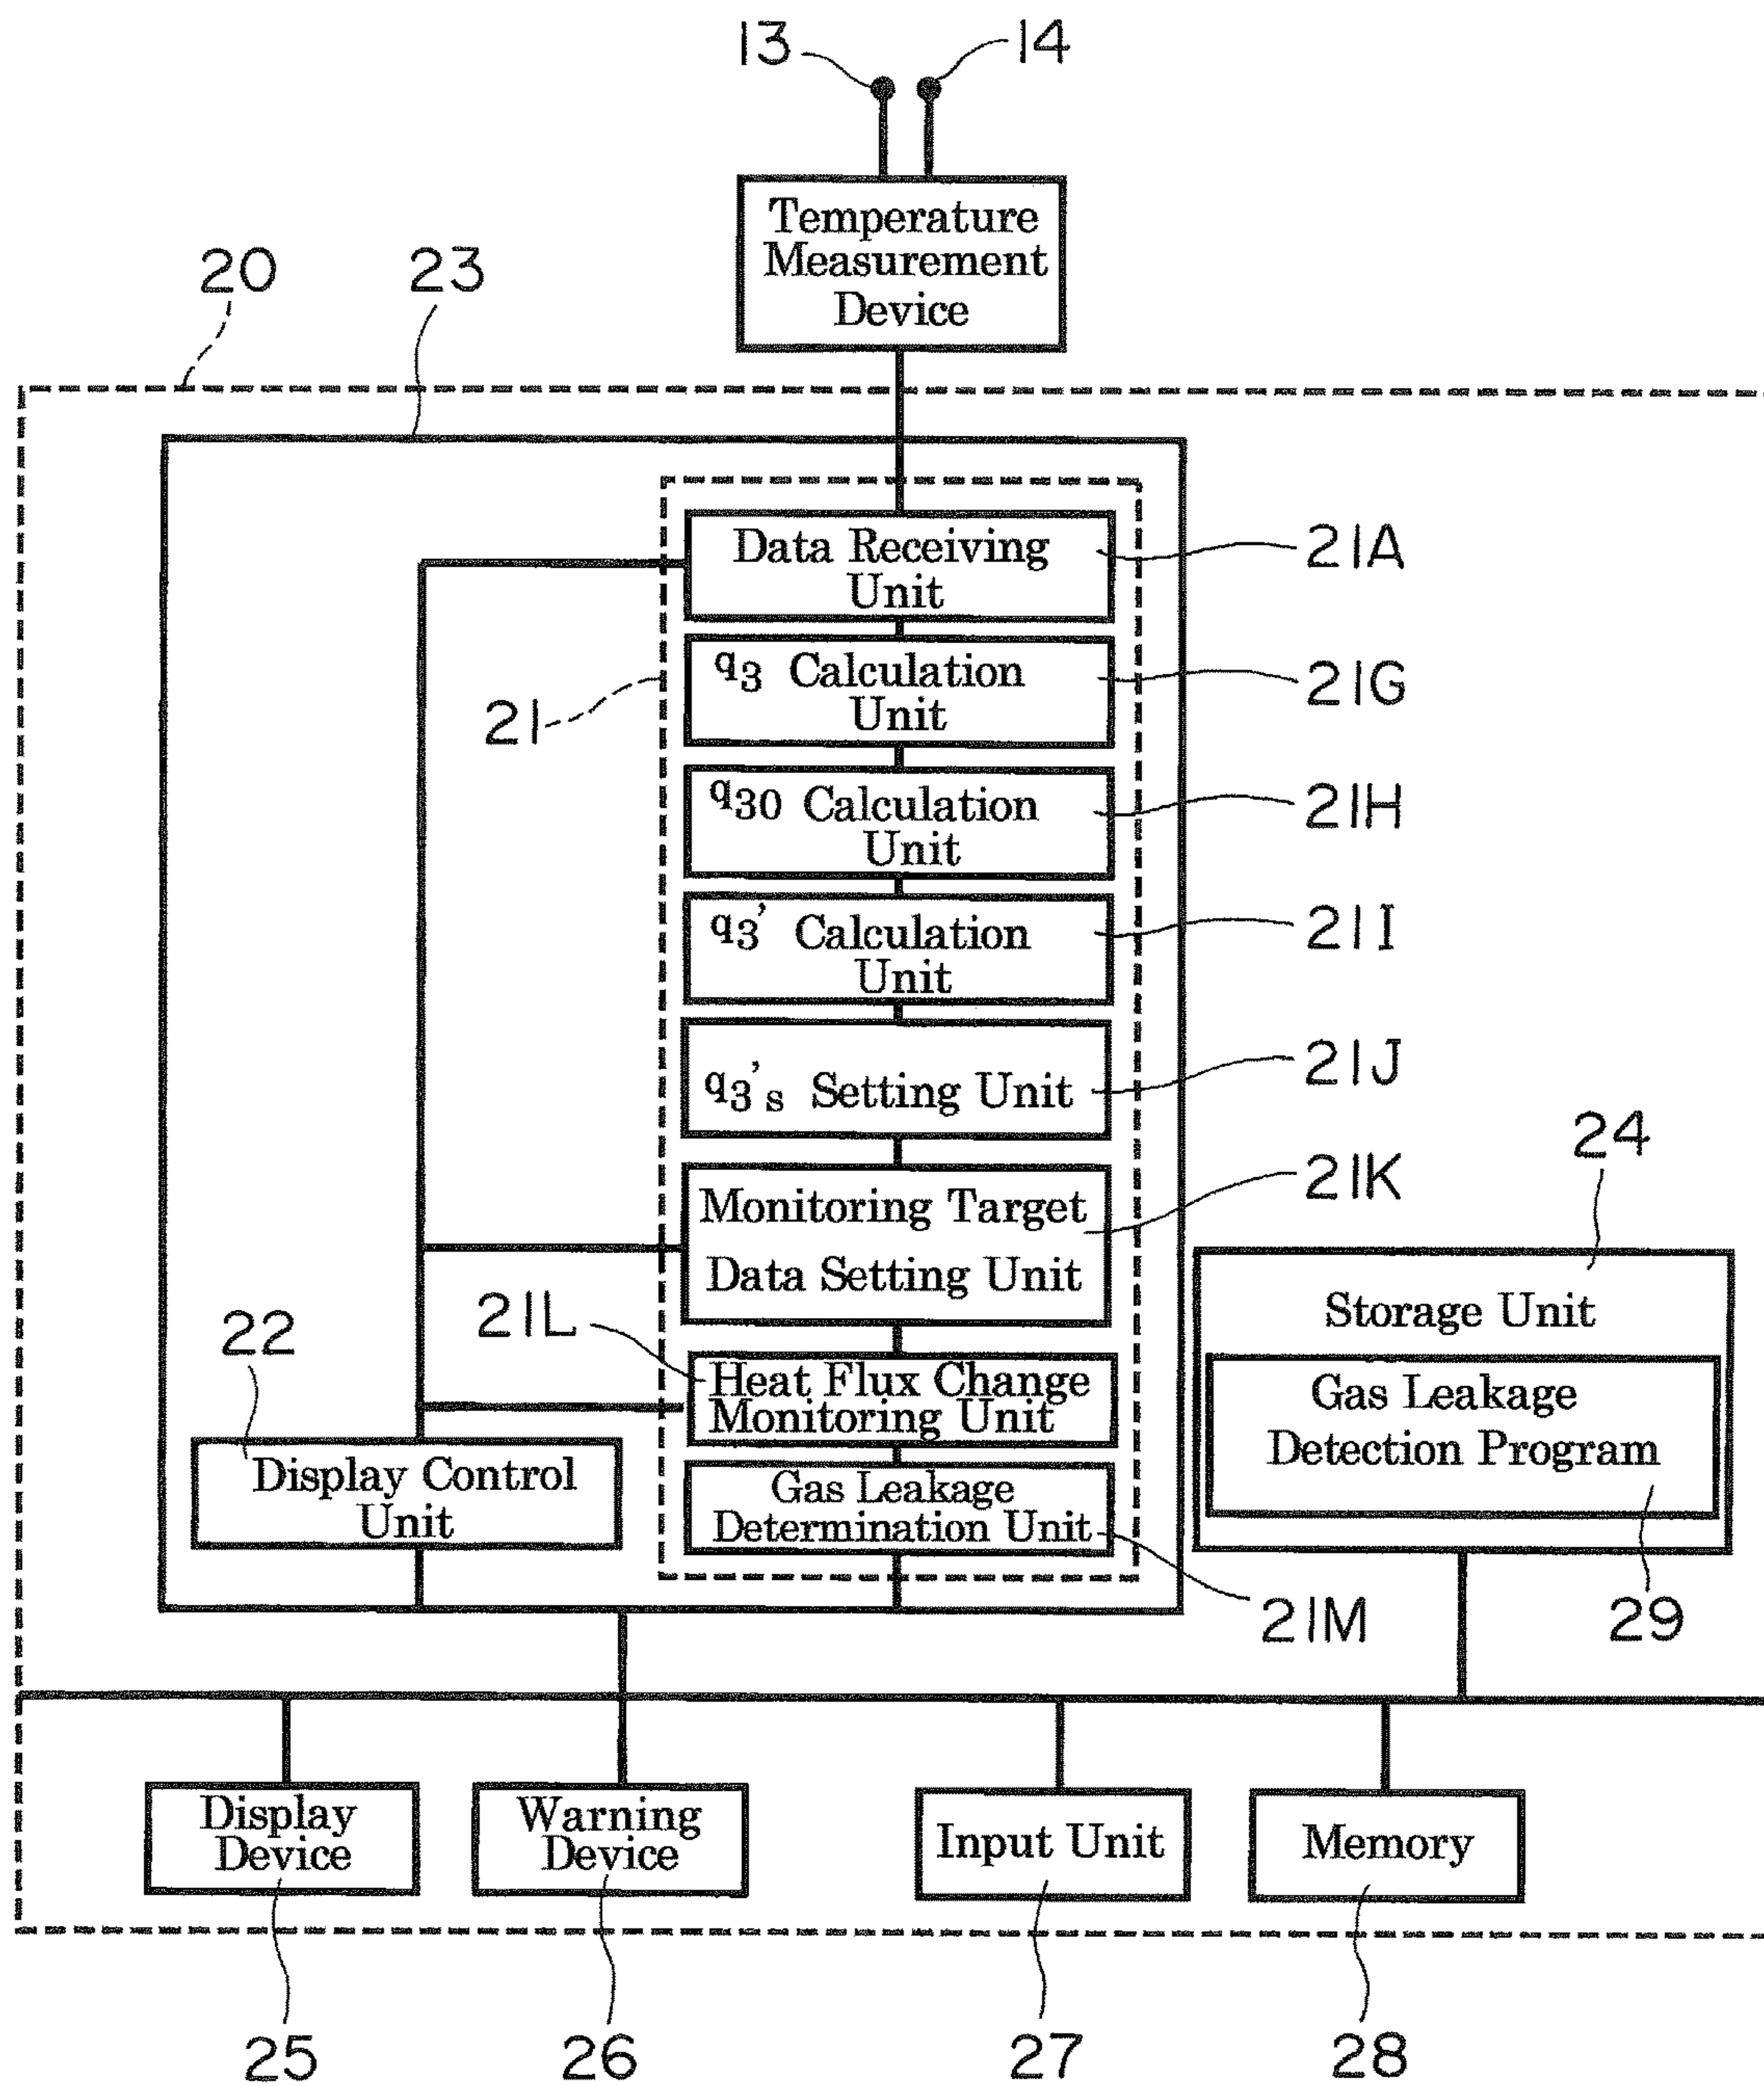 13
14
Temperature
Measurement
Device
20
23
Data Receiving
Unit
21A
q3 Calculation
Unit
21G
21
q30 Calculation
Unit
21H
q3' Calculation
Unit
21I
q3's Setting Unit
21J
Monitoring Target
Data Setting Unit
21K
24
Storage Unit
Gas Leakage
Detection Program
29
21L
Heat Flux Change
Monitoring Unit
22
Display Control
Unit
Gas Leakage
Determination Unit
21M
Display
Device
Warning
Device
Input Unit
Memory
25
26
27
28